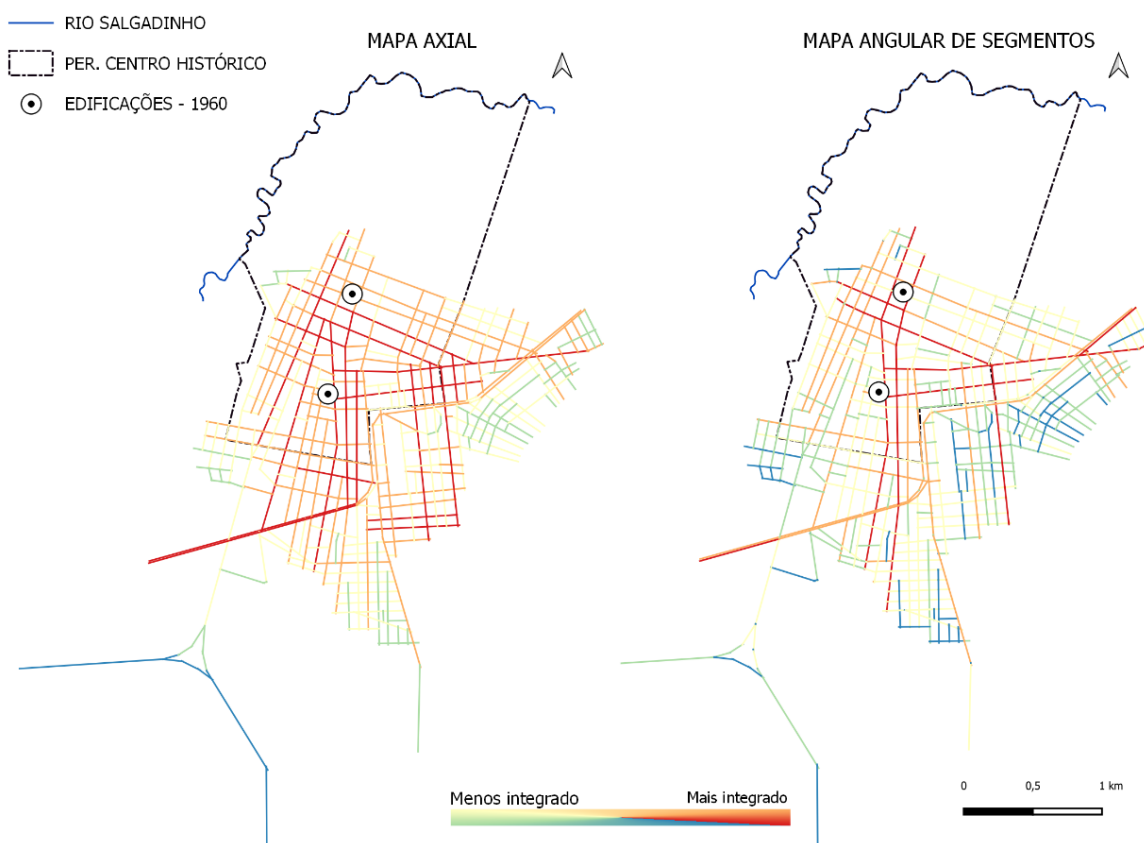 RIO SALGADINHO
PER. CENTRO HISTÓRICO
EDIFICAÇÕES - 1960
MAPA AXIAL
MAPA ANGULAR DE SEGMENTOS
Menos integrado
Mais integrado
0 0,5 1 km